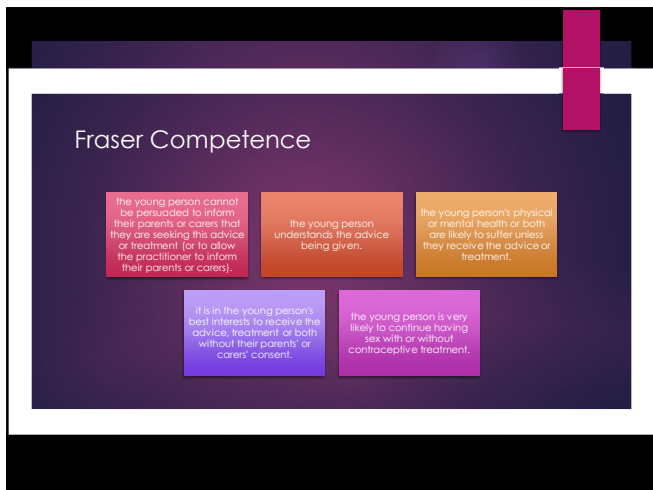 Fraser Competence
the young person cannot
be persuaded to inform
their parents or carers that
they are seeking this advice
or treatment (or to allow
the practitioner to inform
their parents or carers).
the young person
understands the advice
being given.
the young person's physical
or mental health or both
are likely to suffer unless
they receive the advice or
treatment.
it is in the young person's
best interests to receive the
advice, treatment or both
without their parents' or
carers' consent.
the young person is very
likely to continue having
sex with or without
contraceptive treatment.